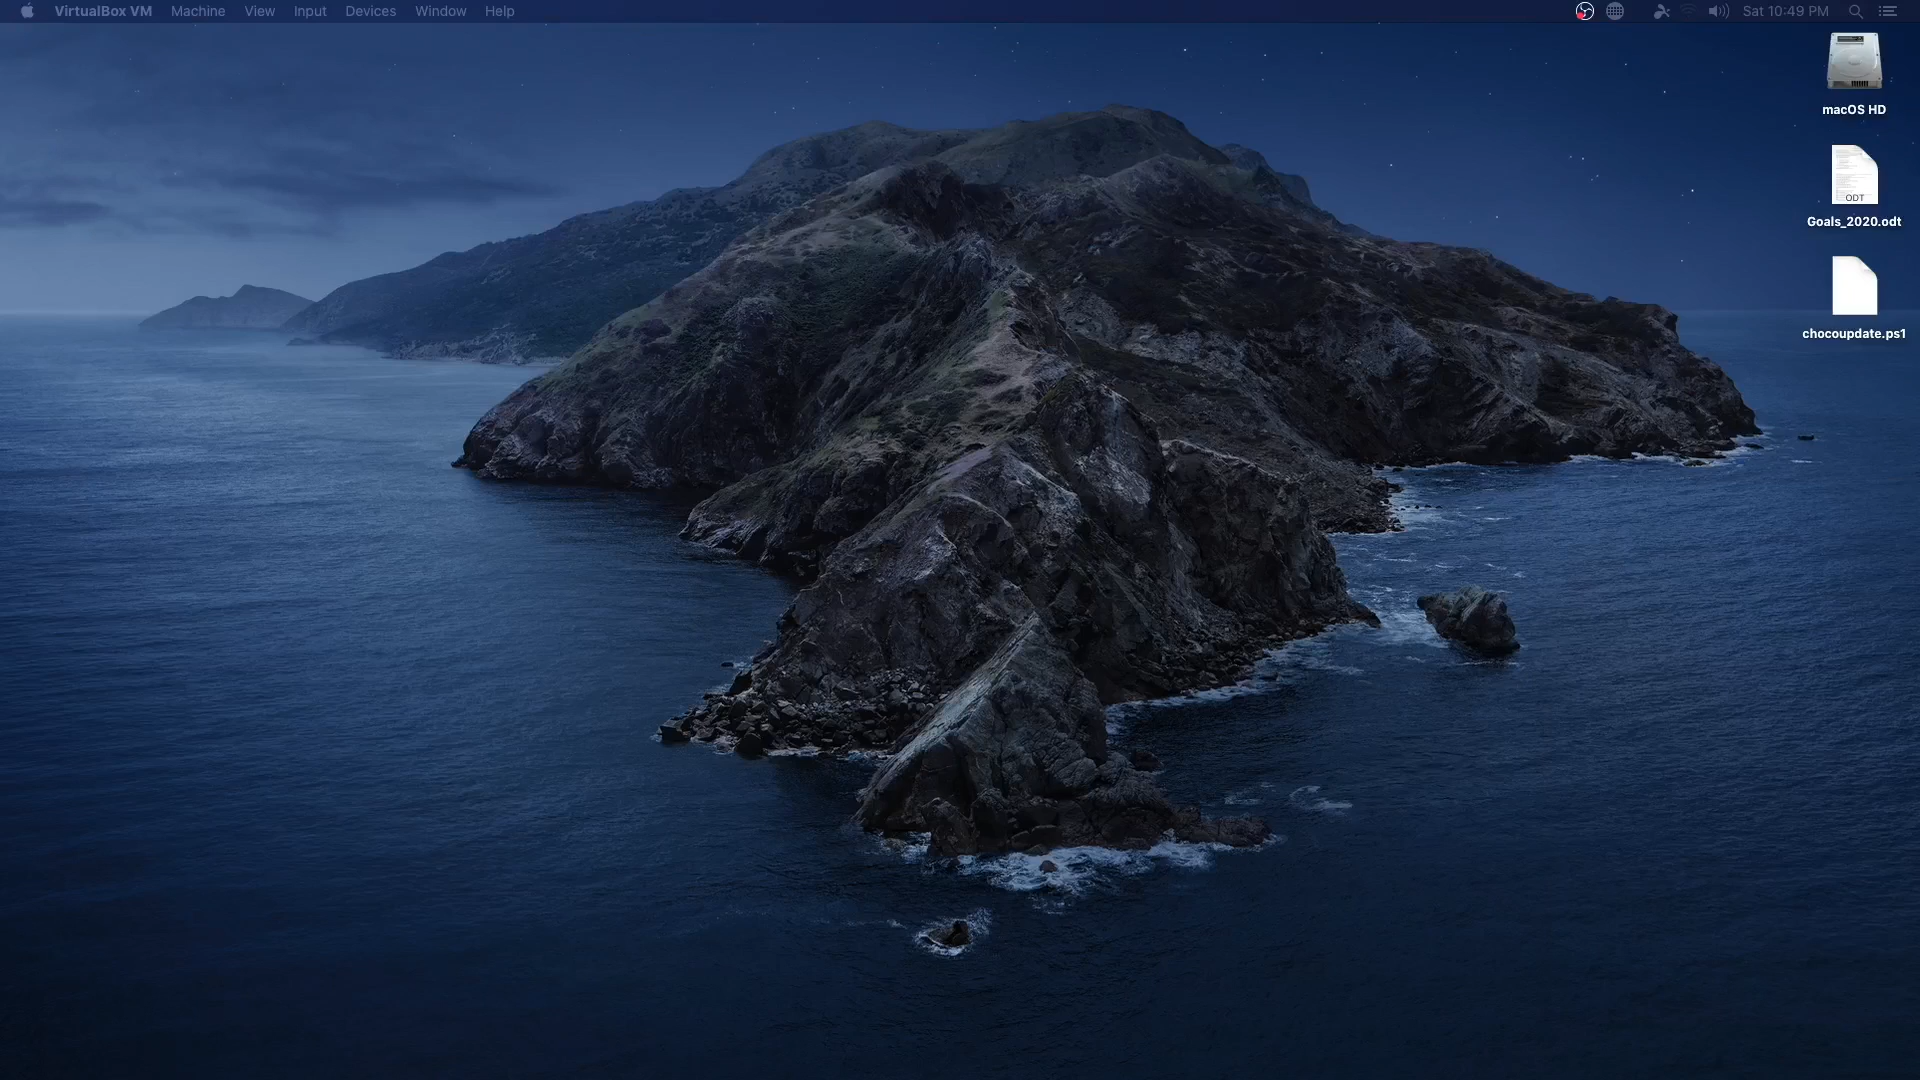 VirtualBox VM Machine View Input Devices Window Help Sat 10:49 PM
macOS HD
ODT
Goals_2020.odt
chocoupdate.ps1